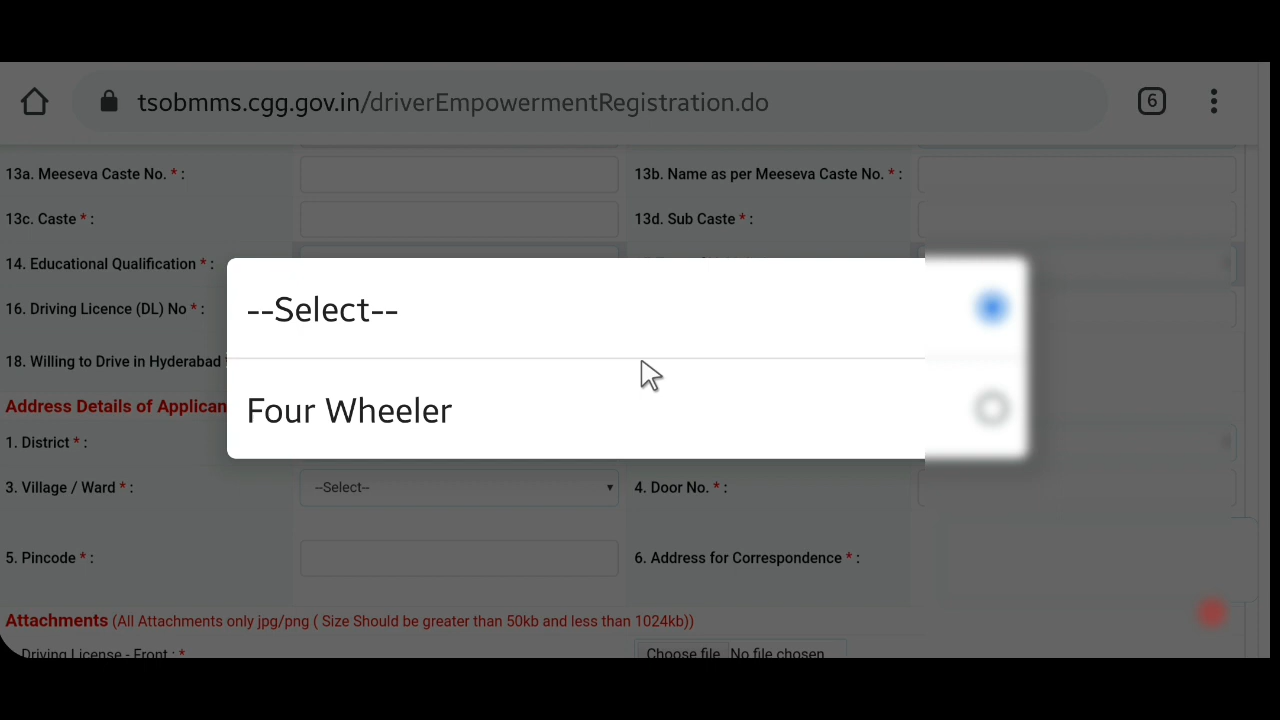 tsobmms.cgg.gov.in/driverEmpowermentRegistration.do 6
13a. Meeseva Caste No. * : 13b. Name as per Meeseva Caste No. * :
13c. Caste * : 13d. Sub Caste * :
14. Educational Qualification * :
--Select--
16. Driving Licence (DL) No * :
18. Willing to Drive in Hyderabad
Four Wheeler
Address Details of Applican
1. District * :
3. Village / Ward * : --Select-- 4. Door No. * :
5. Pincode * : 6. Address for Correspondence * :
Attachments (All Attachments only jpg/png ( Size Should be greater than 50kb and less than 1024kb))
Driving License - Front : * Choose file No file chosen